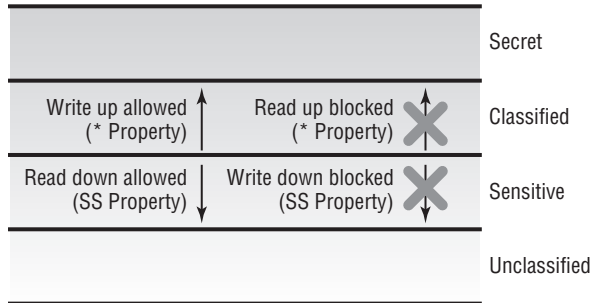 Secret
Write up allowed
(* Property)
Read up blocked
(* Property)
Classified
Read down allowed
(SS Property)
Write down blocked
(SS Property)
Sensitive
Unclassified